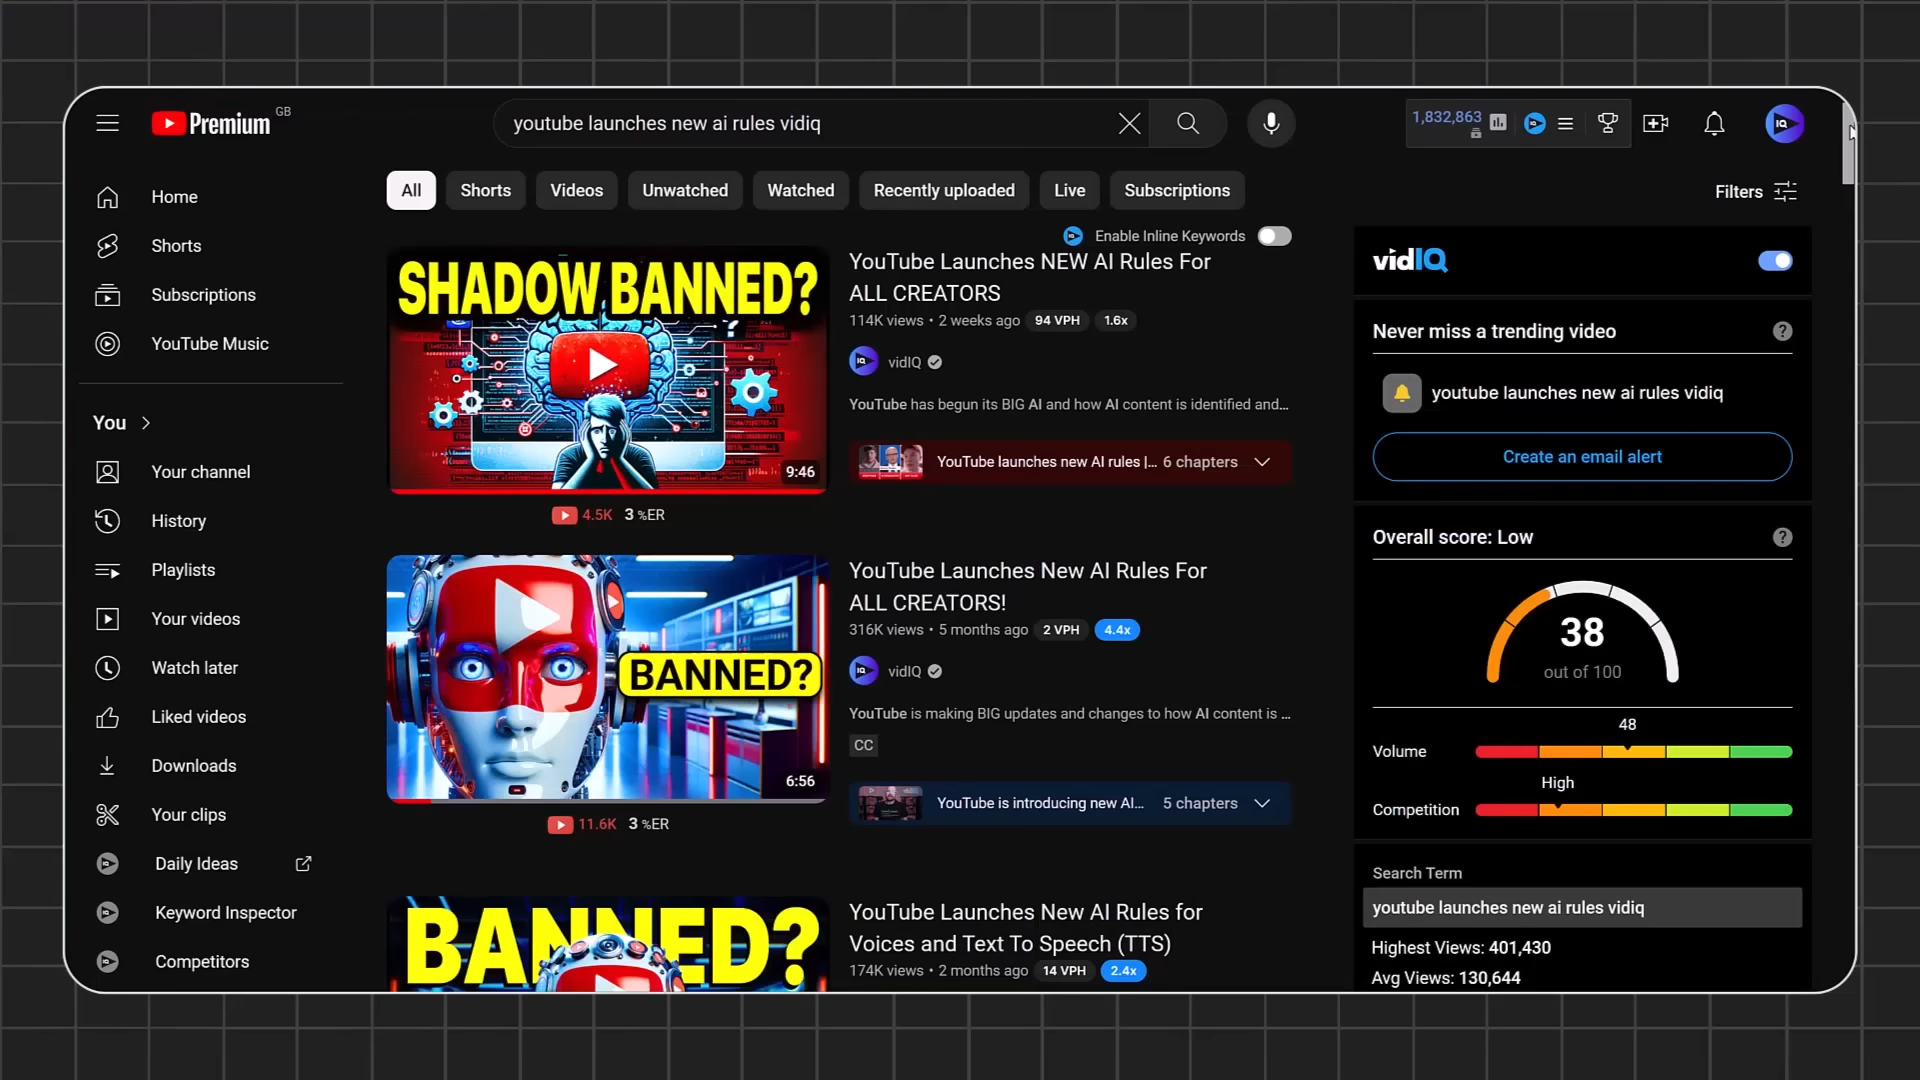 Premium GB
youtube launches new ai rules vidiq
1,832,863
Home
Shorts
Subscriptions
YouTube Music
You
Your channel
History
Playlists
Your videos
Watch later
Liked videos
Downloads
Your clips
Daily Ideas
Keyword Inspector
Competitors
All
Shorts
Videos
Unwatched
Watched
Recently uploaded
Live
Subscriptions
Filters
Enable Inline Keywords
SHADOW BANNED?
9:46
4.5K 3 %ER
YouTube Launches NEW AI Rules For
ALL CREATORS
114K views • 2 weeks ago 94 VPH 1.6x
vidIQ
YouTube has begun its BIG AI and how AI content is identified and...
YouTube launches new AI rules |... 6 chapters
BANNED?
6:56
11.6K 3 %ER
YouTube Launches New AI Rules For
ALL CREATORS!
316K views • 5 months ago 2 VPH 4.4x
vidIQ
YouTube is making BIG updates and changes to how AI content is ...
CC
YouTube is introducing new AI... 5 chapters
BANNED?
YouTube Launches New AI Rules for
Voices and Text To Speech (TTS)
174K views • 2 months ago 14 VPH 2.4x
vidIQ
Never miss a trending video
youtube launches new ai rules vidiq
Create an email alert
Overall score: Low
38
out of 100
48
Volume
High
Competition
Search Term
youtube launches new ai rules vidiq
Highest Views: 401,430
Avg Views: 130,644